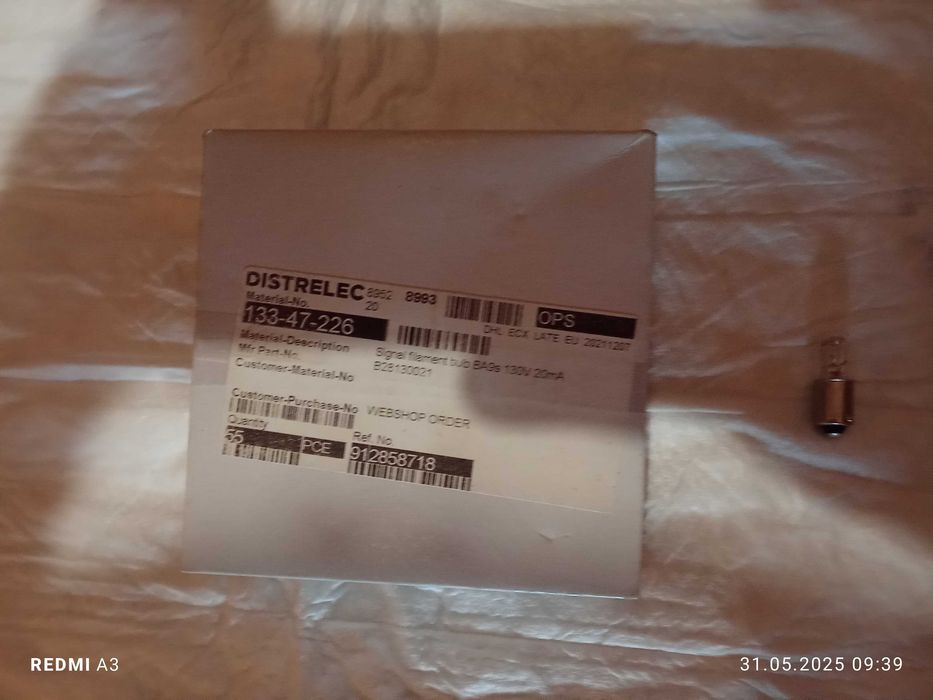 DISTRELEC 8952 8993
20
OPS
Material-No.
133-47-226
DHL ECX LATE EU 20211207
Material-Description Signal filament bulb BA9s 130V 20mA
Mfr Part-No. B28130021
Customer-Material-No
Customer-Purchase-No WEBSHOP ORDER
Quantity Ref. No.
55 PCE 912858718
REDMI A3
31.05.2025 09:39